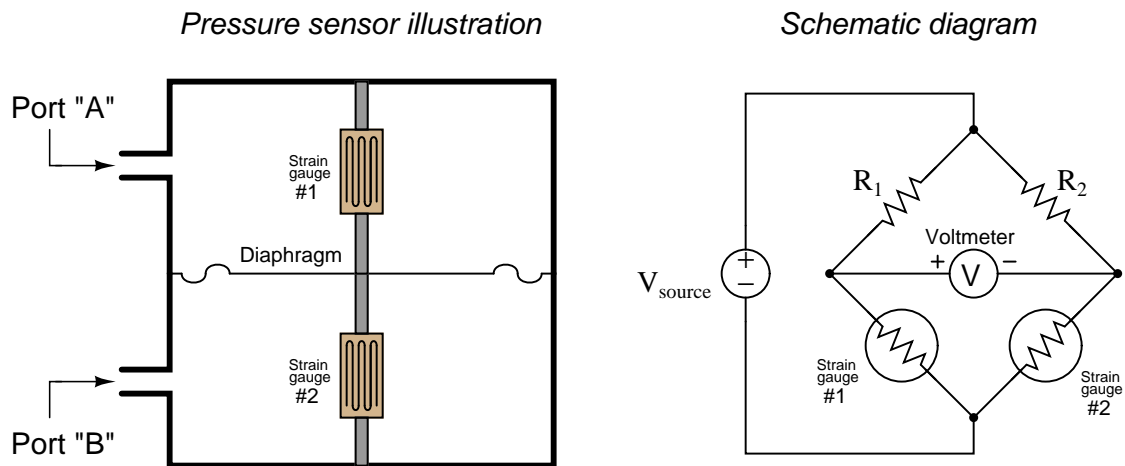 Pressure sensor illustration
Port "A"
Strain
gauge
#1
Diaphragm
Strain
gauge
#2
Port "B"
Schematic diagram
R1
R2
Voltmeter
+ V −
+
−
Vsource
Strain
gauge
#1
Strain
gauge
#2